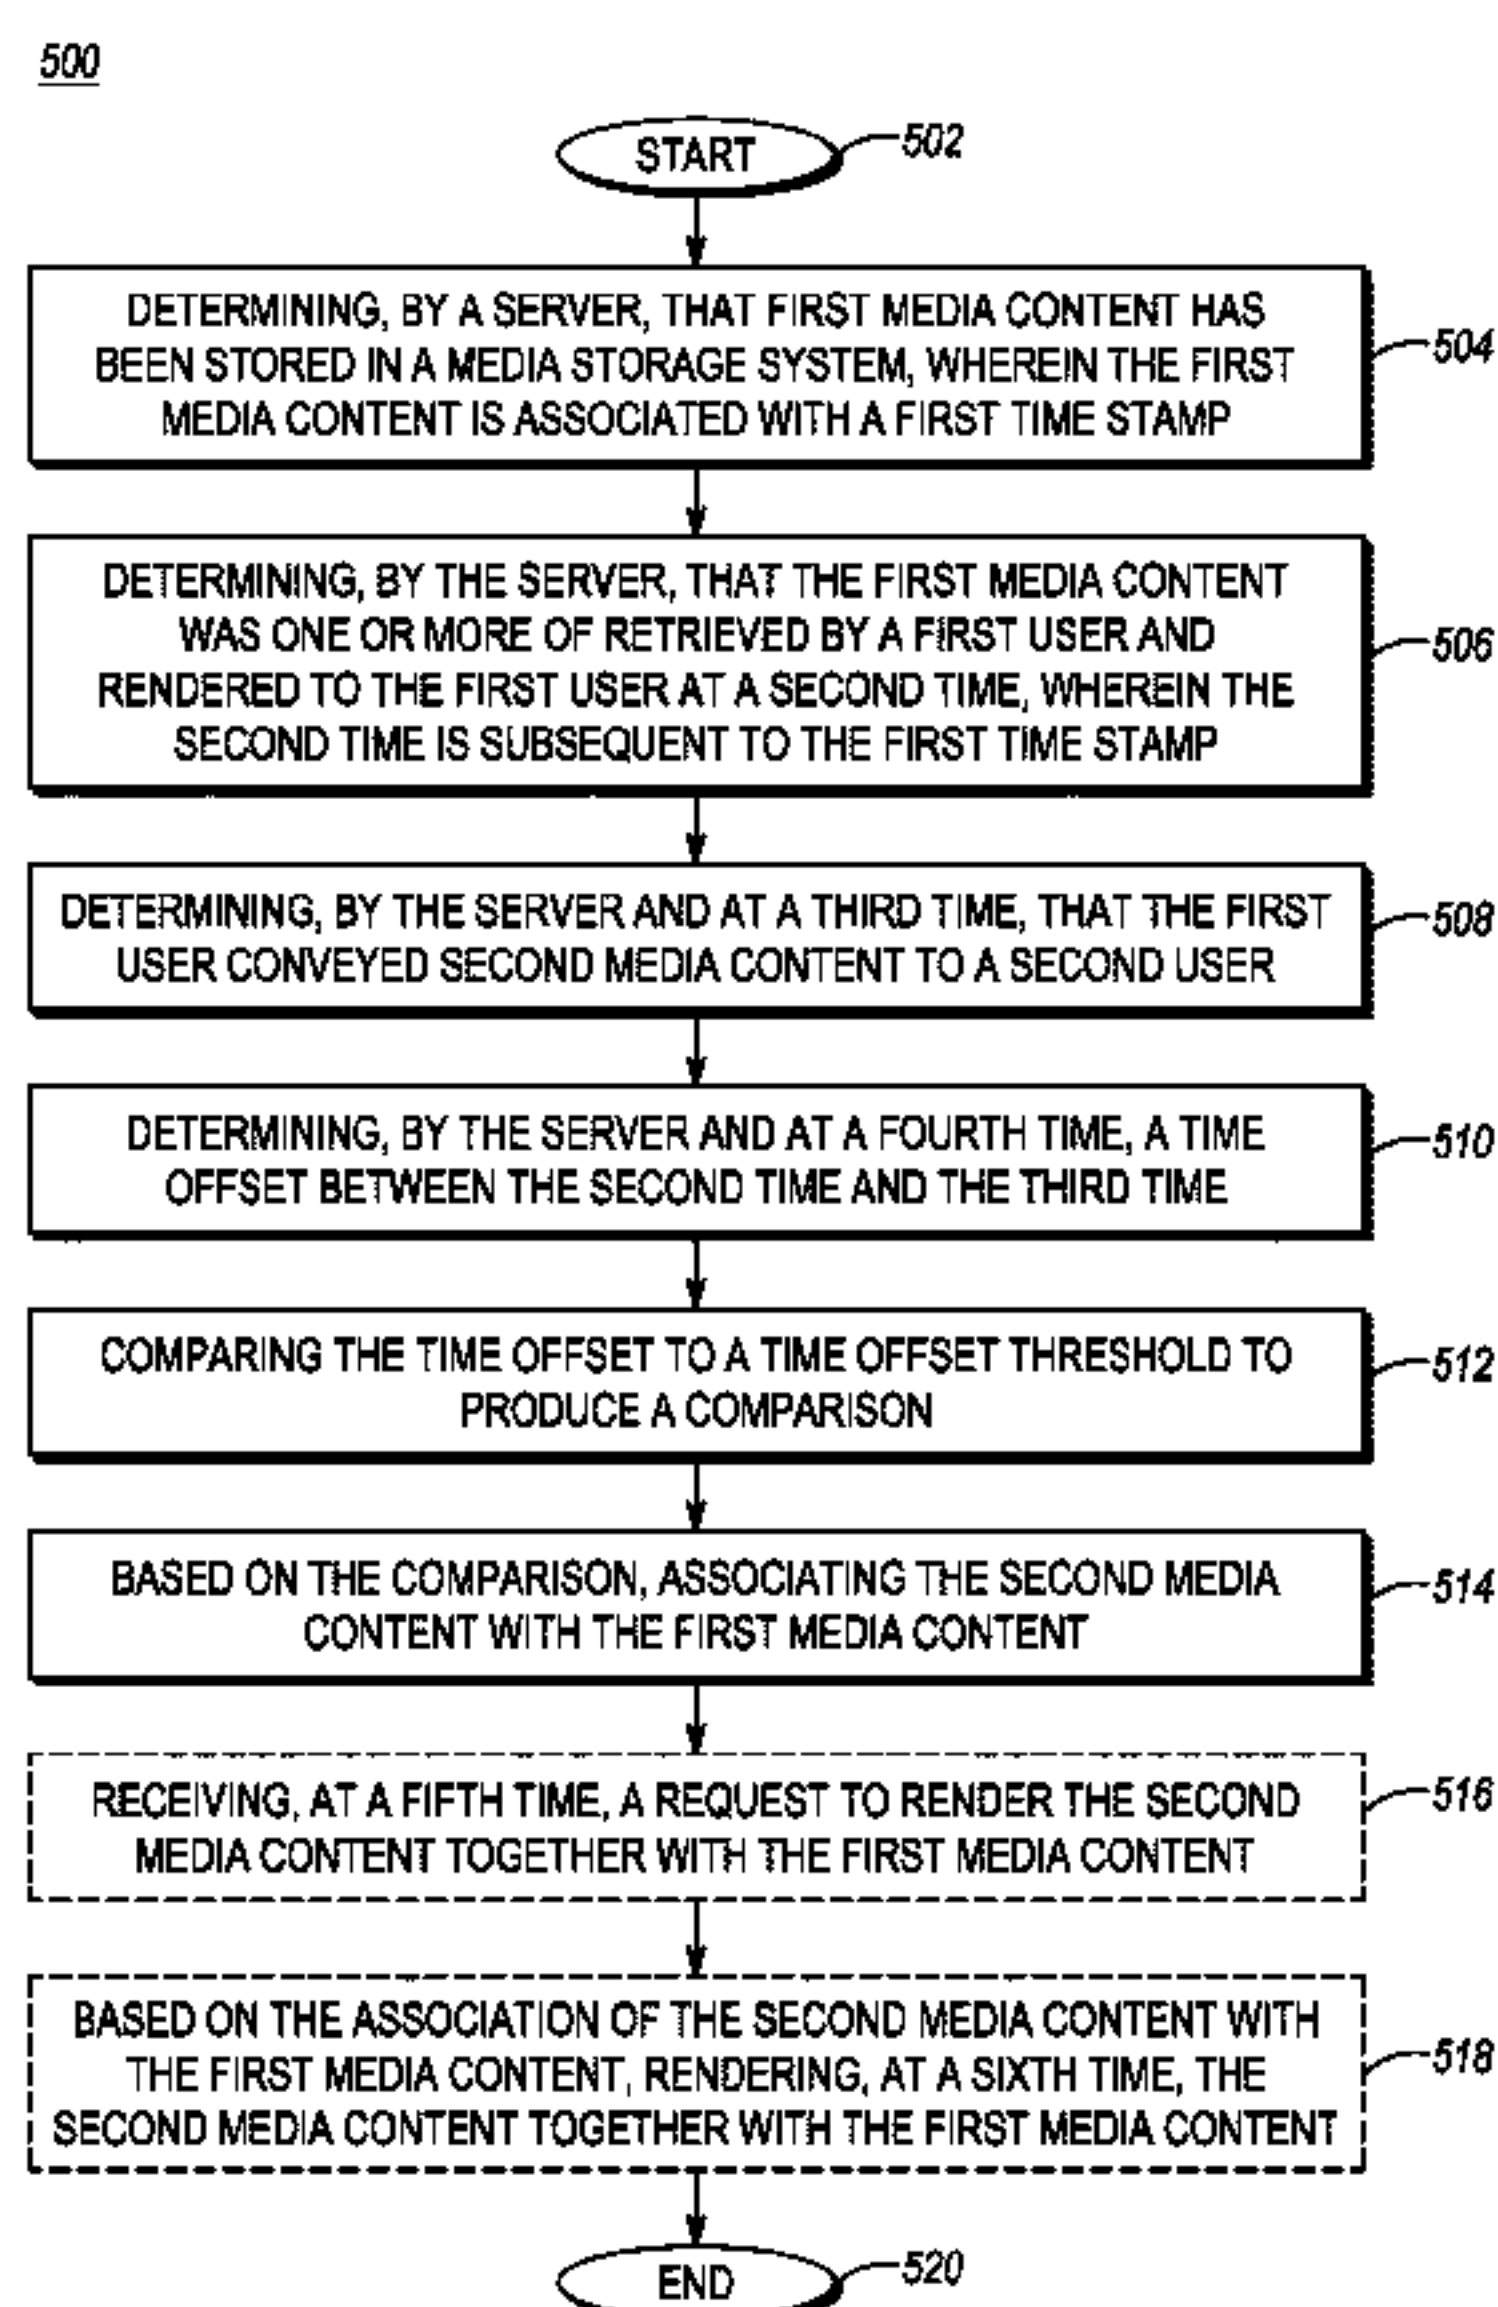 500
START
502
DETERMINING, BY A SERVER, THAT FIRST MEDIA CONTENT HAS
BEEN STORED IN A MEDIA STORAGE SYSTEM, WHEREIN THE FIRST
MEDIA CONTENT IS ASSOCIATED WITH A FIRST TIME STAMP
504
DETERMINING, BY THE SERVER, THAT THE FIRST MEDIA CONTENT
WAS ONE OR MORE OF RETRIEVED BY A FIRST USER AND
RENDERED TO THE FIRST USER AT A SECOND TIME, WHEREIN THE
SECOND TIME IS SUBSEQUENT TO THE FIRST TIME STAMP
506
DETERMINING, BY THE SERVER AND AT A THIRD TIME, THAT THE FIRST
USER CONVEYED SECOND MEDIA CONTENT TO A SECOND USER
508
DETERMINING, BY THE SERVER AND AT A FOURTH TIME, A TIME
OFFSET BETWEEN THE SECOND TIME AND THE THIRD TIME
510
COMPARING THE TIME OFFSET TO A TIME OFFSET THRESHOLD TO
PRODUCE A COMPARISON
512
BASED ON THE COMPARISON, ASSOCIATING THE SECOND MEDIA
CONTENT WITH THE FIRST MEDIA CONTENT
514
RECEIVING, AT A FIFTH TIME, A REQUEST TO RENDER THE SECOND
MEDIA CONTENT TOGETHER WITH THE FIRST MEDIA CONTENT
516
BASED ON THE ASSOCIATION OF THE SECOND MEDIA CONTENT WITH
THE FIRST MEDIA CONTENT, RENDERING, AT A SIXTH TIME, THE
SECOND MEDIA CONTENT TOGETHER WITH THE FIRST MEDIA CONTENT
518
END
520